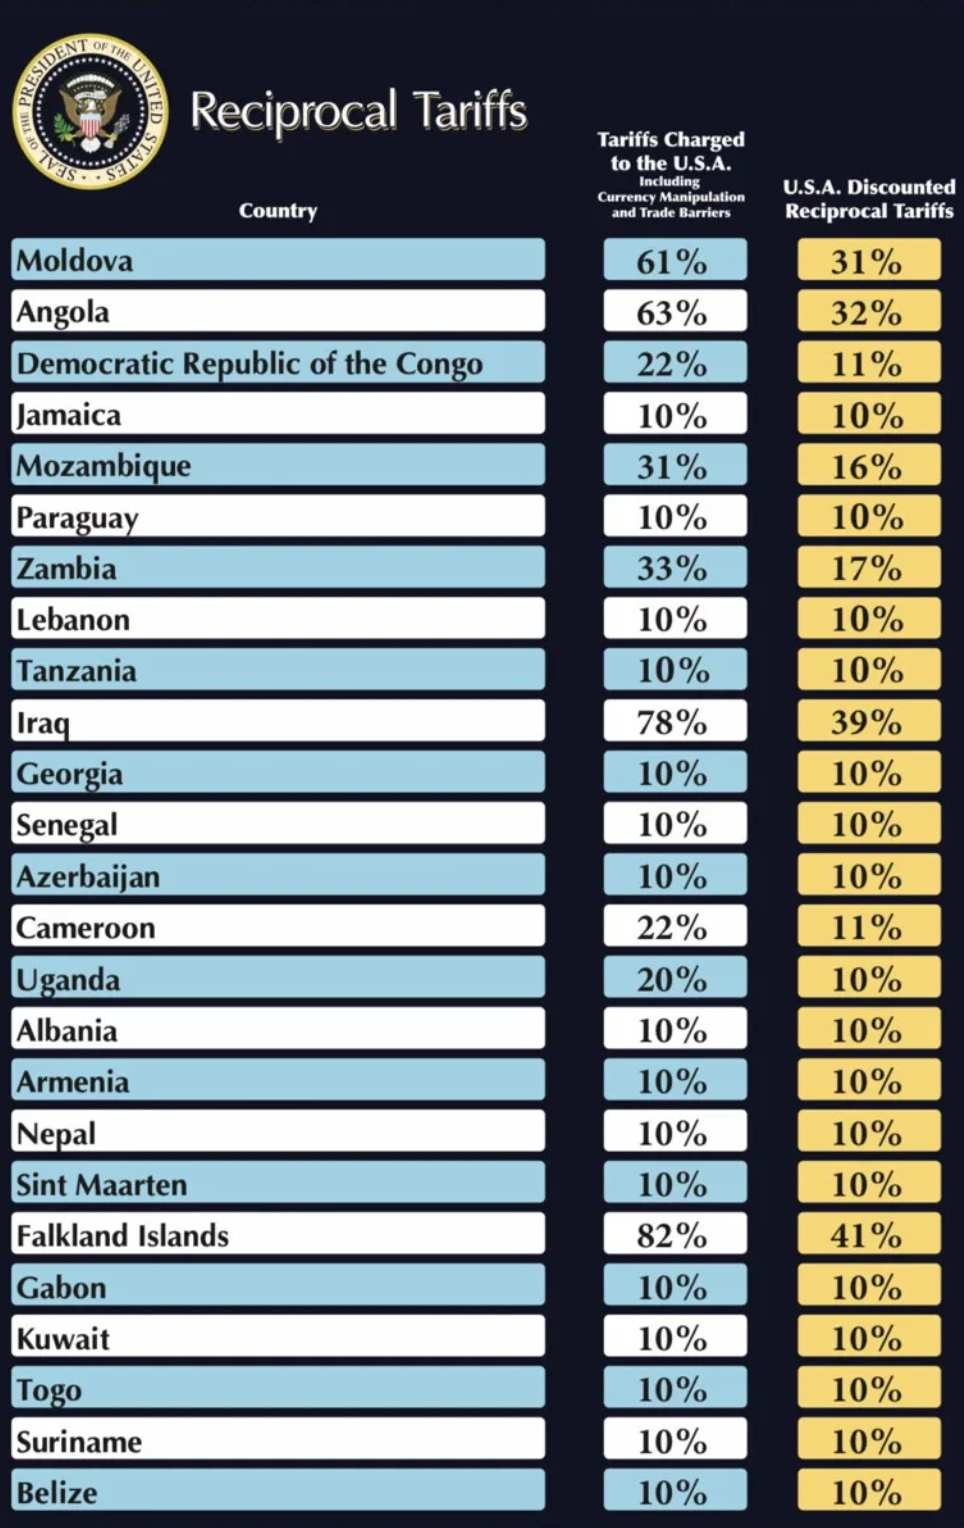 SEAL OF THE PRESIDENT OF THE UNITED STATES
Reciprocal Tariffs
Country
Tariffs Charged
to the U.S.A.
Including
Currency Manipulation
and Trade Barriers
U.S.A. Discounted
Reciprocal Tariffs
Moldova 61% 31%
Angola 63% 32%
Democratic Republic of the Congo 22% 11%
Jamaica 10% 10%
Mozambique 31% 16%
Paraguay 10% 10%
Zambia 33% 17%
Lebanon 10% 10%
Tanzania 10% 10%
Iraq 78% 39%
Georgia 10% 10%
Senegal 10% 10%
Azerbaijan 10% 10%
Cameroon 22% 11%
Uganda 20% 10%
Albania 10% 10%
Armenia 10% 10%
Nepal 10% 10%
Sint Maarten 10% 10%
Falkland Islands 82% 41%
Gabon 10% 10%
Kuwait 10% 10%
Togo 10% 10%
Suriname 10% 10%
Belize 10% 10%